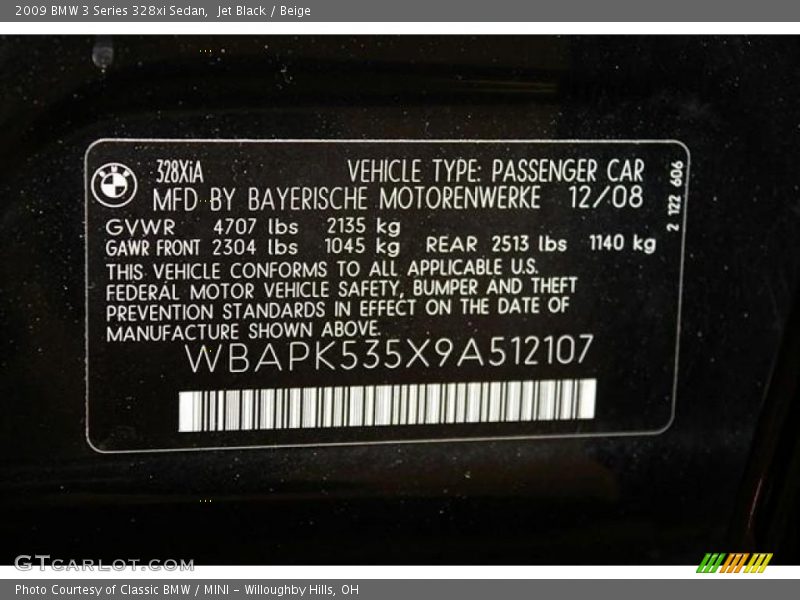 2009 BMW 3 Series 328xi Sedan, Jet Black / Beige
BMW
328XiA VEHICLE TYPE: PASSENGER CAR
MFD BY BAYERISCHE MOTORENWERKE 12/08
GVWR 4707 lbs 2135 kg
GAWR FRONT 2304 lbs 1045 kg REAR 2513 lbs 1140 kg
THIS VEHICLE CONFORMS TO ALL APPLICABLE U.S.
FEDERAL MOTOR VEHICLE SAFETY, BUMPER AND THEFT
PREVENTION STANDARDS IN EFFECT ON THE DATE OF
MANUFACTURE SHOWN ABOVE.
WBAPK535X9A512107
2 122 606
GTCARLOT.COM
Photo Courtesy of Classic BMW / MINI - Willoughby Hills, OH